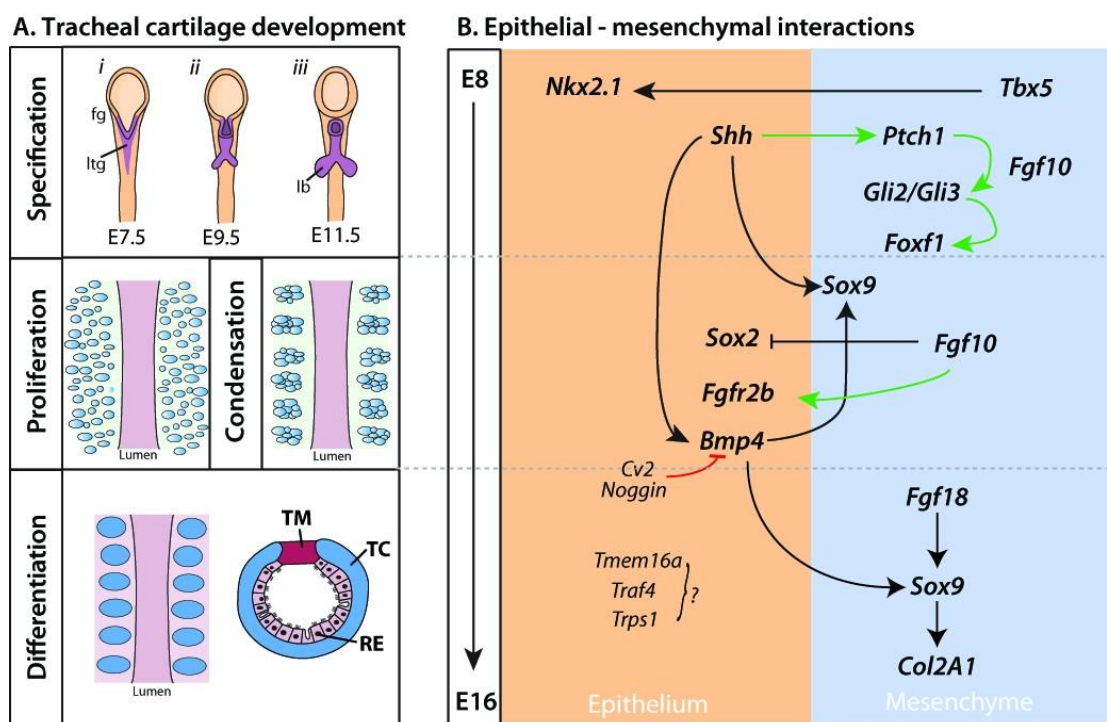 A. Tracheal cartilage development
Specification
i
ii
iii
fg
ltg
lb
E7.5
E9.5
E11.5
Proliferation
Lumen
Condensation
Lumen
Differentiation
Lumen
TM
TC
RE
B. Epithelial - mesenchymal interactions
E8
E16
Nkx2.1
Tbx5
Shh
Ptch1
Fgf10
Gli2/Gli3
Foxf1
Sox9
Sox2
Fgf10
Fgfr2b
Bmp4
Cv2
Noggin
Fgf18
Tmem16a
Traf4
Trps1
?
Sox9
Col2A1
Epithelium
Mesenchyme